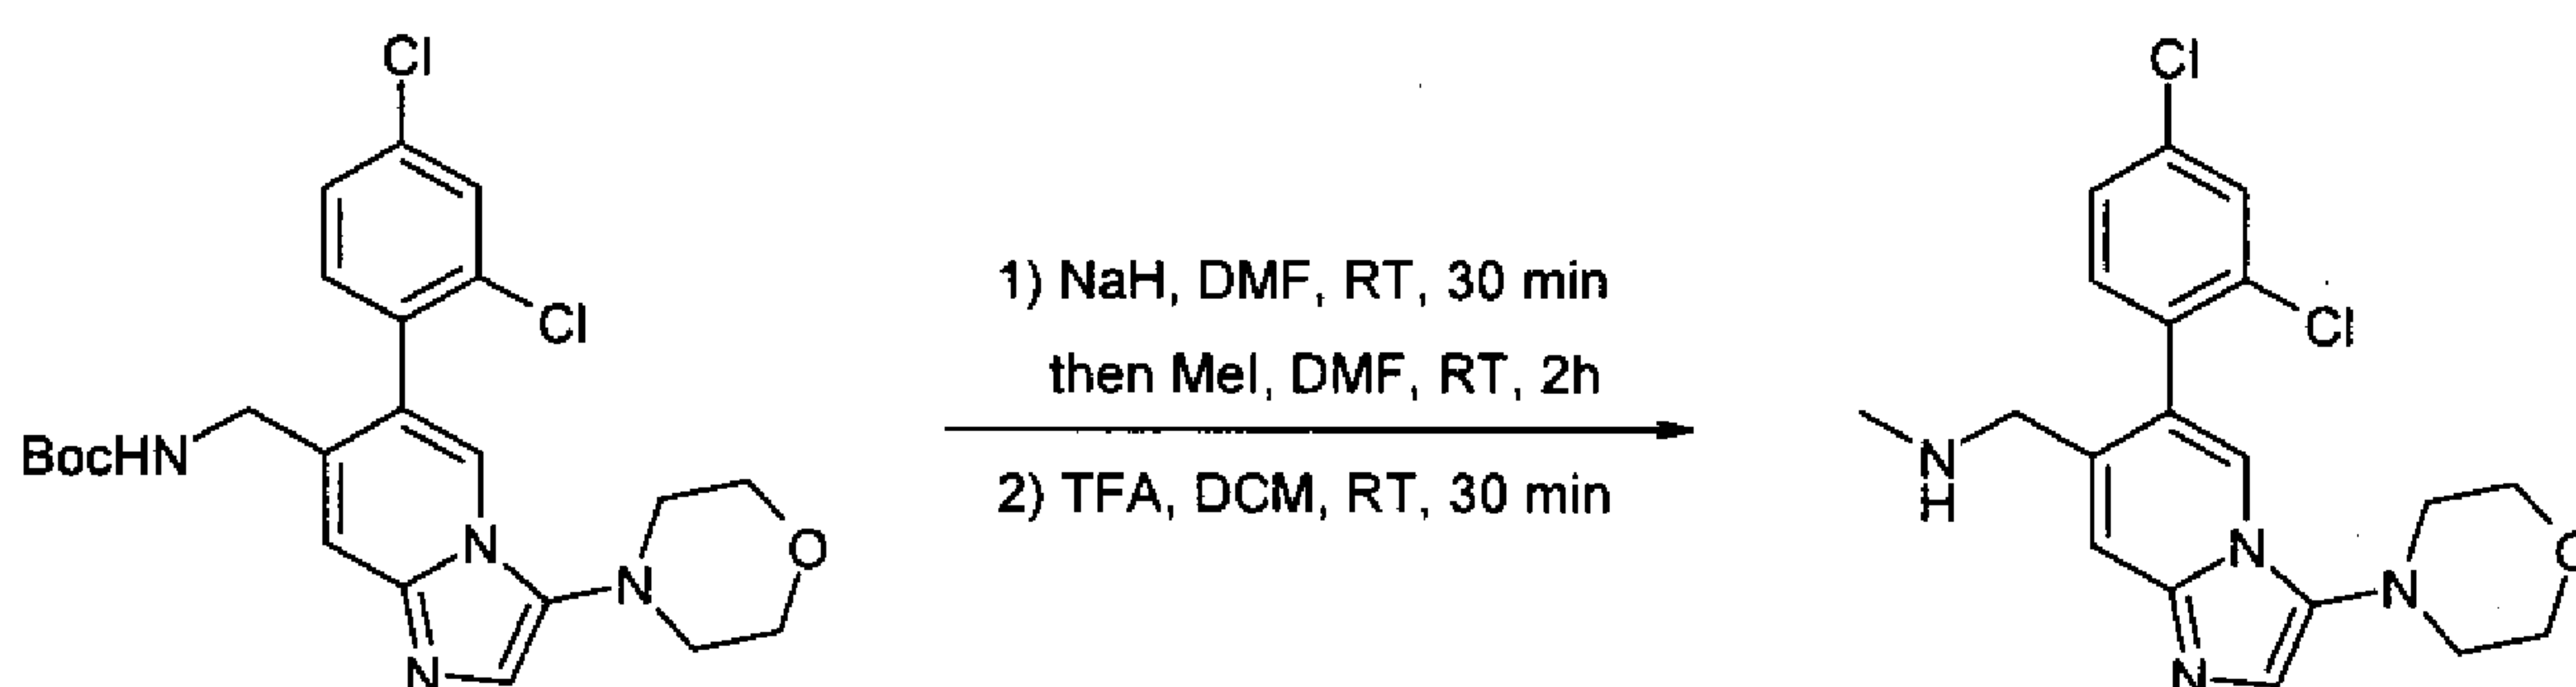 Cl
Cl
BocHN
N
N
O
N
1) NaH, DMF, RT, 30 min
then MeI, DMF, RT, 2h
2) TFA, DCM, RT, 30 min
Cl
Cl
N
H
N
N
O
N